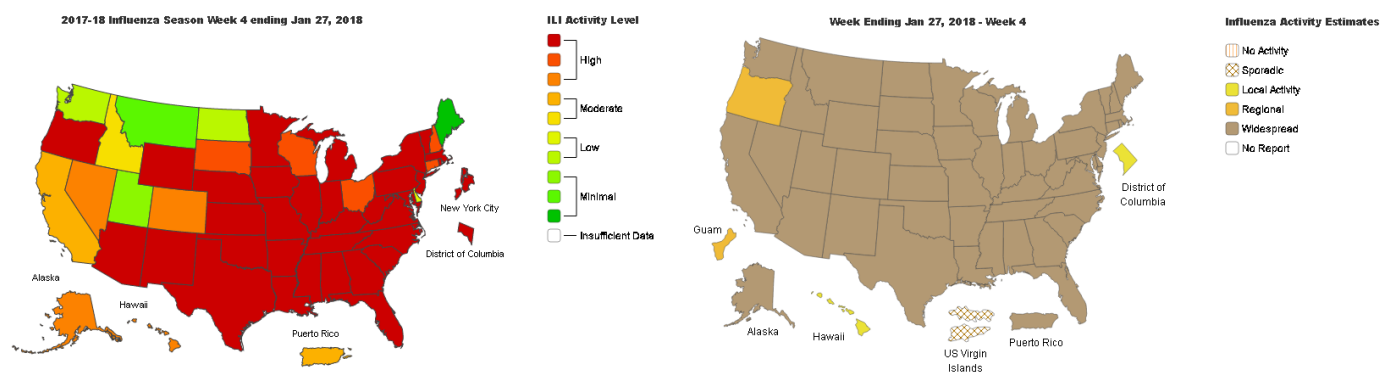 2017-18 Influenza Season Week 4 ending Jan 27, 2018
ILI Activity Level
High
Moderate
Low
Minimal
Insufficient Data
New York City
District of Columbia
Alaska
Hawaii
Puerto Rico
Week Ending Jan 27, 2018 - Week 4
Influenza Activity Estimates
No Activity
Sporadic
Local Activity
Regional
Widespread
No Report
District of
Columbia
Guam
Alaska
Hawaii
US Virgin
Islands
Puerto Rico